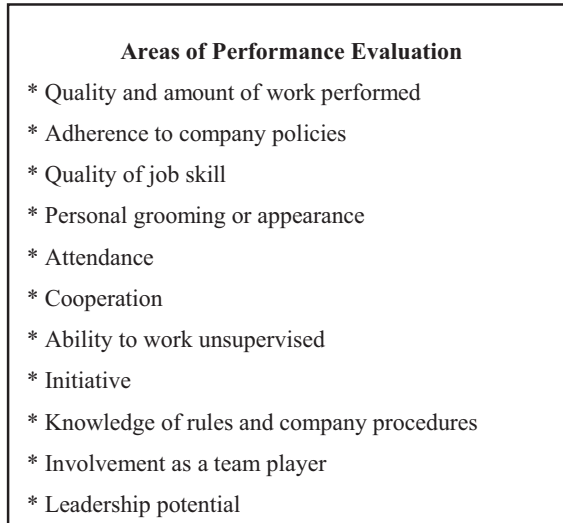 Areas of Performance Evaluation
* Quality and amount of work performed
* Adherence to company policies
* Quality of job skill
* Personal grooming or appearance
* Attendance
* Cooperation
* Ability to work unsupervised
* Initiative
* Knowledge of rules and company procedures
* Involvement as a team player
* Leadership potential